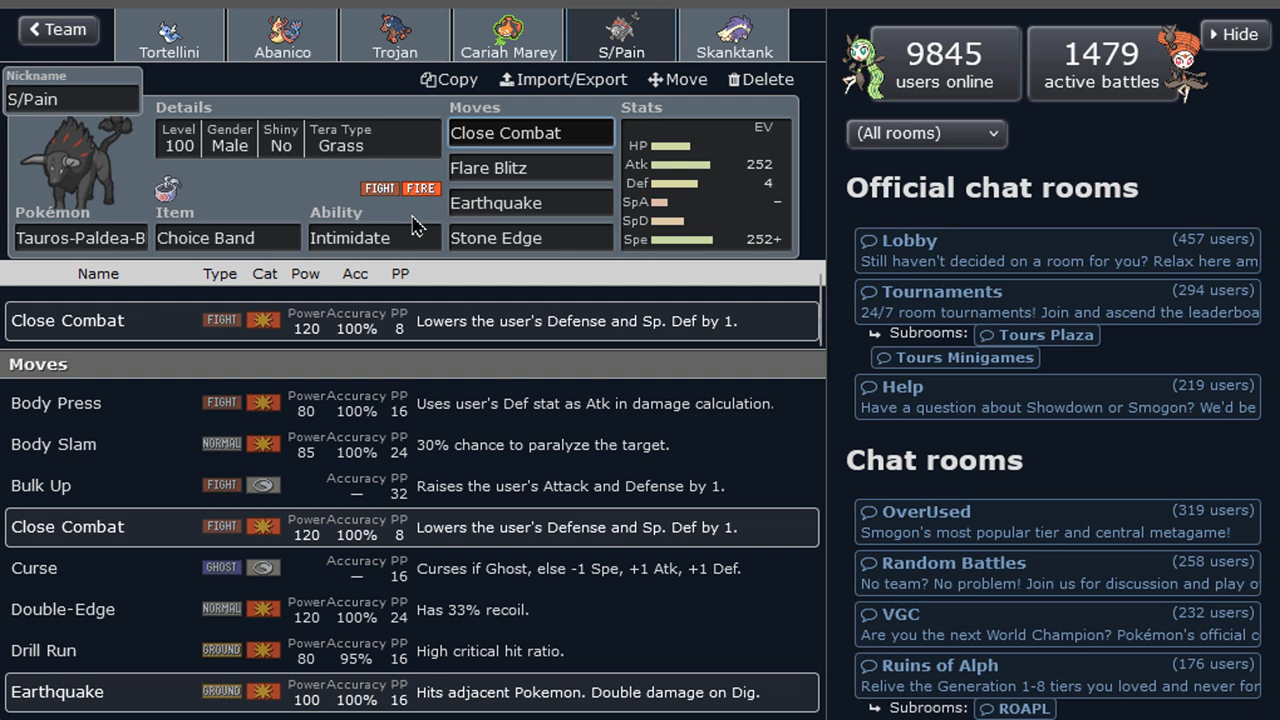 Team
Tortellini
Abanico
Trojan
Cariah Marey
S/Pain
Skanktank
Copy
Import/Export
Move
Delete
Nickname
S/Pain
Details
Level Gender Shiny Tera Type
100 Male No Grass
FIGHT FIRE
Pokémon
Tauros-Paldea-B
Item
Choice Band
Ability
Intimidate
Moves
Close Combat
Flare Blitz
Earthquake
Stone Edge
Stats
EV
HP
Atk 252
Def 4
SpA –
SpD
Spe 252+
Name Type Cat Pow Acc PP
Close Combat FIGHT Power 120 Accuracy 100% PP 8 Lowers the user's Defense and Sp. Def by 1.
Moves
Body Press FIGHT Power 80 Accuracy 100% PP 16 Uses user's Def stat as Atk in damage calculation.
Body Slam NORMAL Power 85 Accuracy 100% PP 24 30% chance to paralyze the target.
Bulk Up FIGHT Accuracy — PP 32 Raises the user's Attack and Defense by 1.
Close Combat FIGHT Power 120 Accuracy 100% PP 8 Lowers the user's Defense and Sp. Def by 1.
Curse GHOST Accuracy — PP 16 Curses if Ghost, else -1 Spe, +1 Atk, +1 Def.
Double-Edge NORMAL Power 120 Accuracy 100% PP 24 Has 33% recoil.
Drill Run GROUND Power 80 Accuracy 95% PP 16 High critical hit ratio.
Earthquake GROUND Power 100 Accuracy 100% PP 16 Hits adjacent Pokemon. Double damage on Dig.
9845
users online
1479
active battles
Hide
(All rooms)
Official chat rooms
Lobby (457 users)
Still haven't decided on a room for you? Relax here am
Tournaments (294 users)
24/7 room tournaments! Join and ascend the leaderboa
Subrooms: Tours Plaza
Tours Minigames
Help (219 users)
Have a question about Showdown or Smogon? We'd be
Chat rooms
OverUsed (319 users)
Smogon's most popular tier and central metagame!
Random Battles (258 users)
No team? No problem! Join us for discussion and play o
VGC (232 users)
Are you the next World Champion? Pokémon's official o
Ruins of Alph (176 users)
Relive the Generation 1-8 tiers you loved and never for
Subrooms: ROAPL